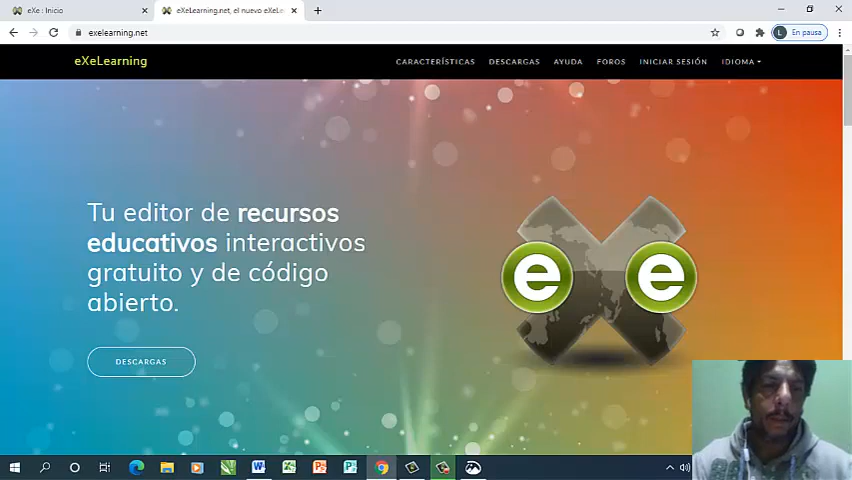 eXe : Inicio
eXeLearning.net, el nuevo eXeLe
exelearning.net
L En pausa
eXeLearning
CARACTERÍSTICAS DESCARGAS AYUDA FOROS INICIAR SESIÓN IDIOMA
Tu editor de recursos
educativos interactivos
gratuito y de código
abierto.
e e
DESCARGAS